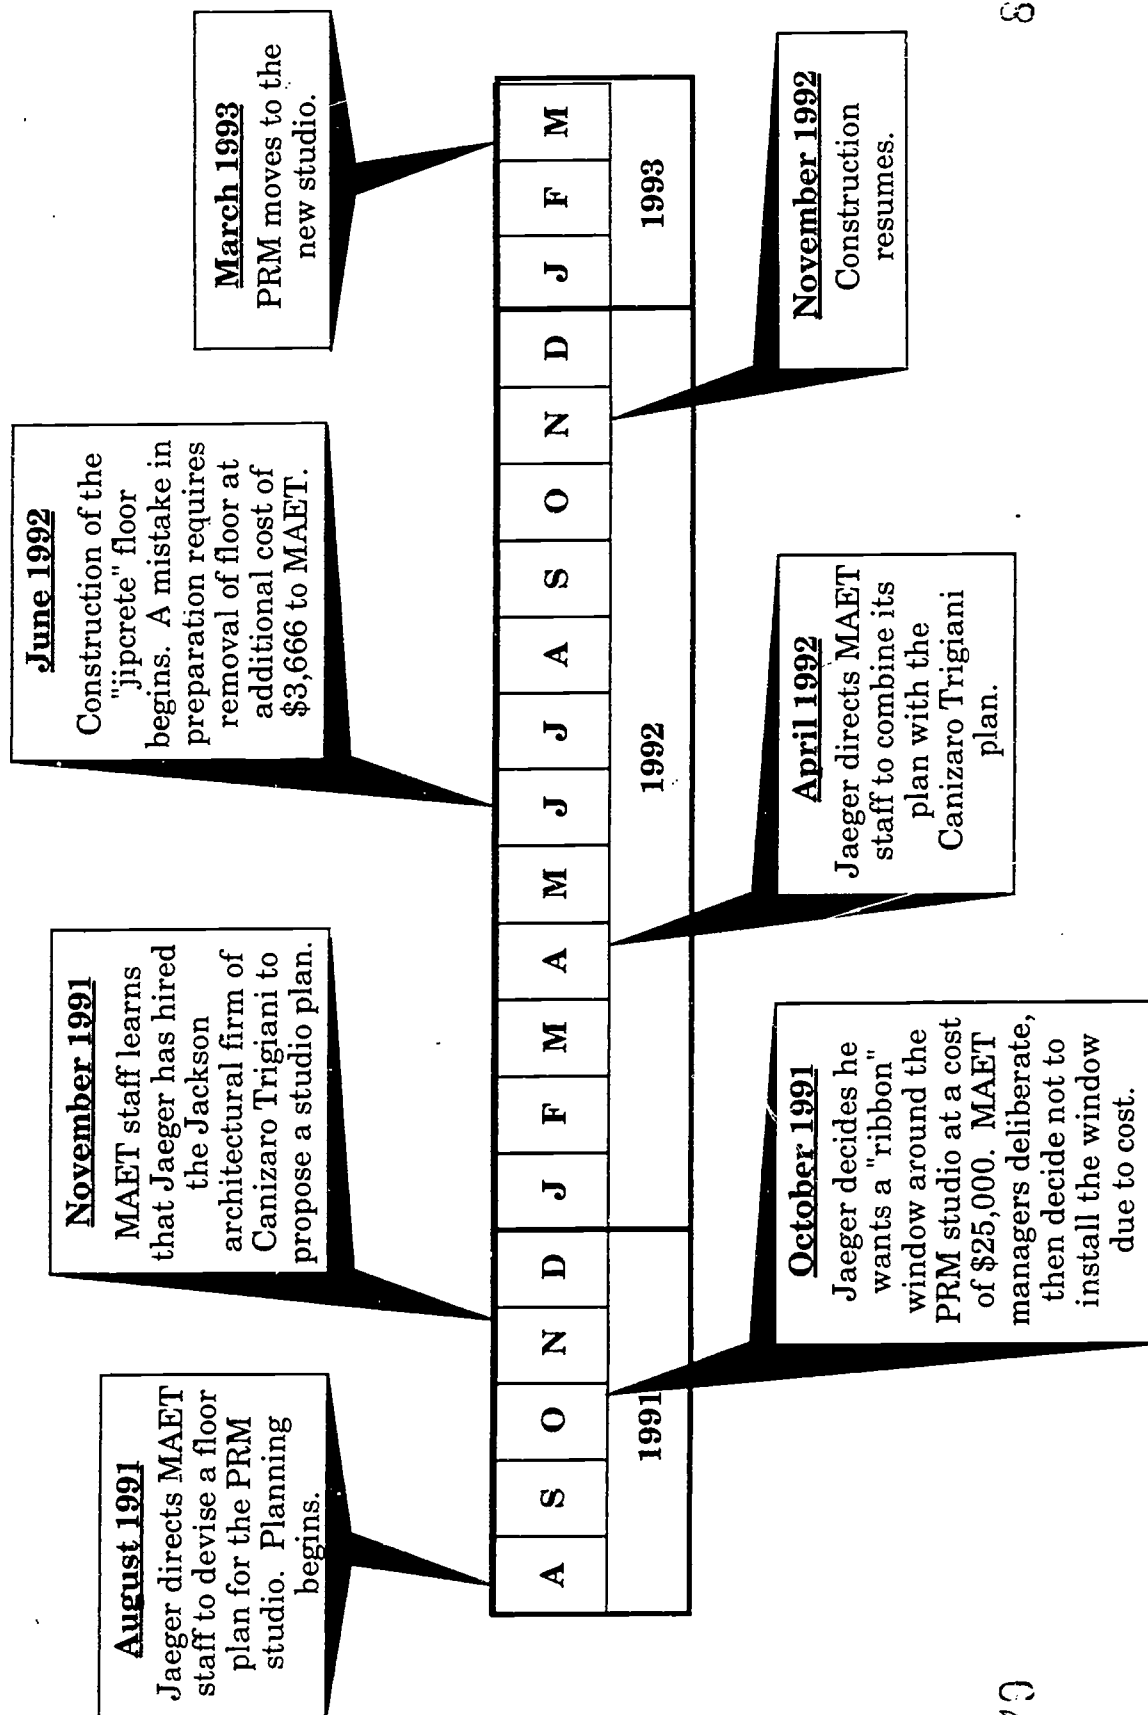 August 1991
Jaeger directs MAET
staff to devise a floor
plan for the PRM
studio. Planning
begins.
November 1991
MAET staff learns
that Jaeger has hired
the Jackson
architectural firm of
Canizaro Trigiani to
propose a studio plan.
June 1992
Construction of the
"jipcrete" floor
begins. A mistake in
preparation requires
removal of floor at
additional cost of
$3,666 to MAET.
March 1993
PRM moves to the
new studio.
A S O N D J F M A M J J A S O N D J F M
1991 1992 1993
October 1991
Jaeger decides he
wants a "ribbon"
window around the
PRM studio at a cost
of $25,000. MAET
managers deliberate,
then decide not to
install the window
due to cost.
April 1992
Jaeger directs MAET
staff to combine its
plan with the
Canizaro Trigiani
plan.
November 1992
Construction
resumes.